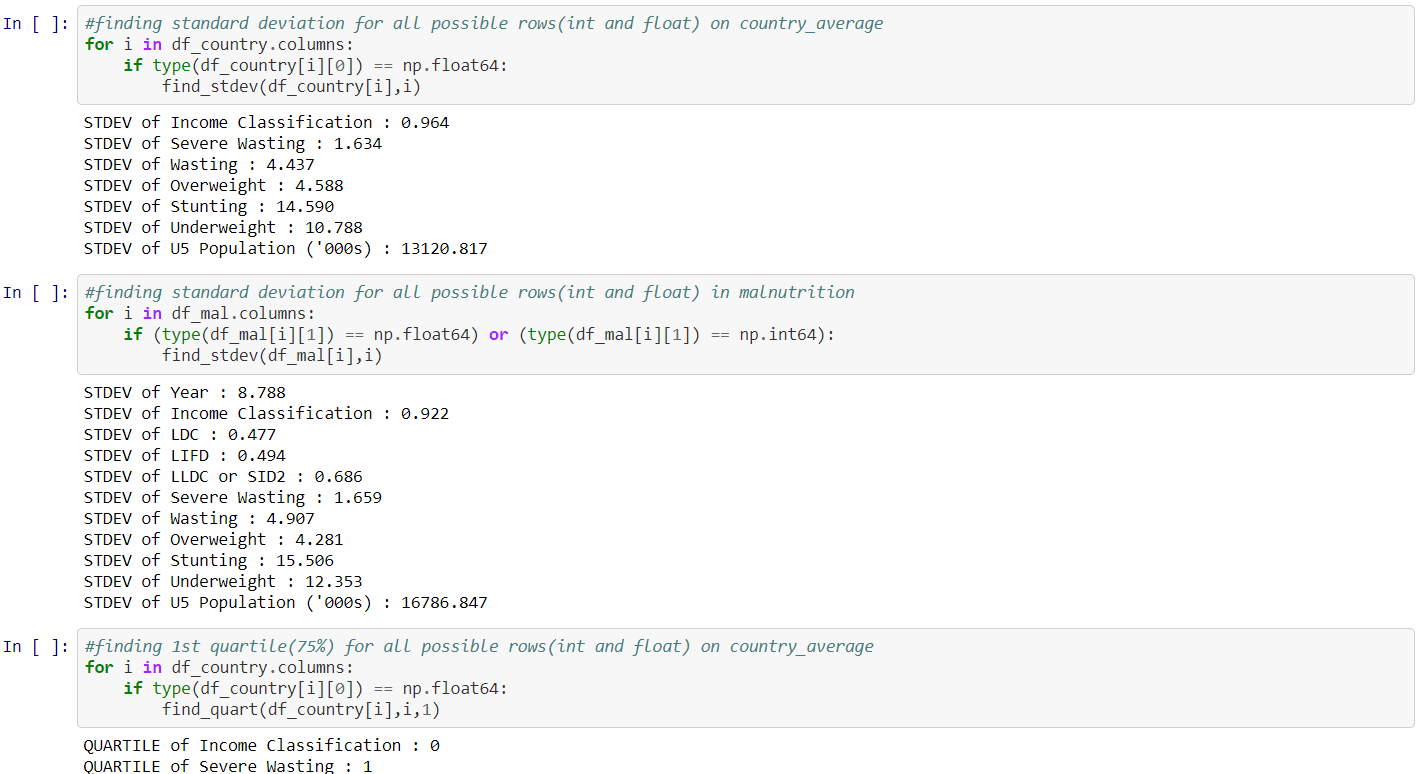 In [ ]: #finding standard deviation for all possible rows(int and float) on country_average
for i in df_country.columns:
    if type(df_country[i][0]) == np.float64:
        find_stdev(df_country[i],i)
STDEV of Income Classification : 0.964
STDEV of Severe Wasting : 1.634
STDEV of Wasting : 4.437
STDEV of Overweight : 4.588
STDEV of Stunting : 14.590
STDEV of Underweight : 10.788
STDEV of U5 Population ('000s) : 13120.817
In [ ]: #finding standard deviation for all possible rows(int and float) in malnutrition
for i in df_mal.columns:
    if (type(df_mal[i][1]) == np.float64) or (type(df_mal[i][1]) == np.int64):
        find_stdev(df_mal[i],i)
STDEV of Year : 8.788
STDEV of Income Classification : 0.922
STDEV of LDC : 0.477
STDEV of LIFD : 0.494
STDEV of LLDC or SID2 : 0.686
STDEV of Severe Wasting : 1.659
STDEV of Wasting : 4.907
STDEV of Overweight : 4.281
STDEV of Stunting : 15.506
STDEV of Underweight : 12.353
STDEV of U5 Population ('000s) : 16786.847
In [ ]: #finding 1st quartile(75%) for all possible rows(int and float) on country_average
for i in df_country.columns:
    if type(df_country[i][0]) == np.float64:
        find_quart(df_country[i],i,1)
QUARTILE of Income Classification : 0
QUARTILE of Severe Wasting : 1